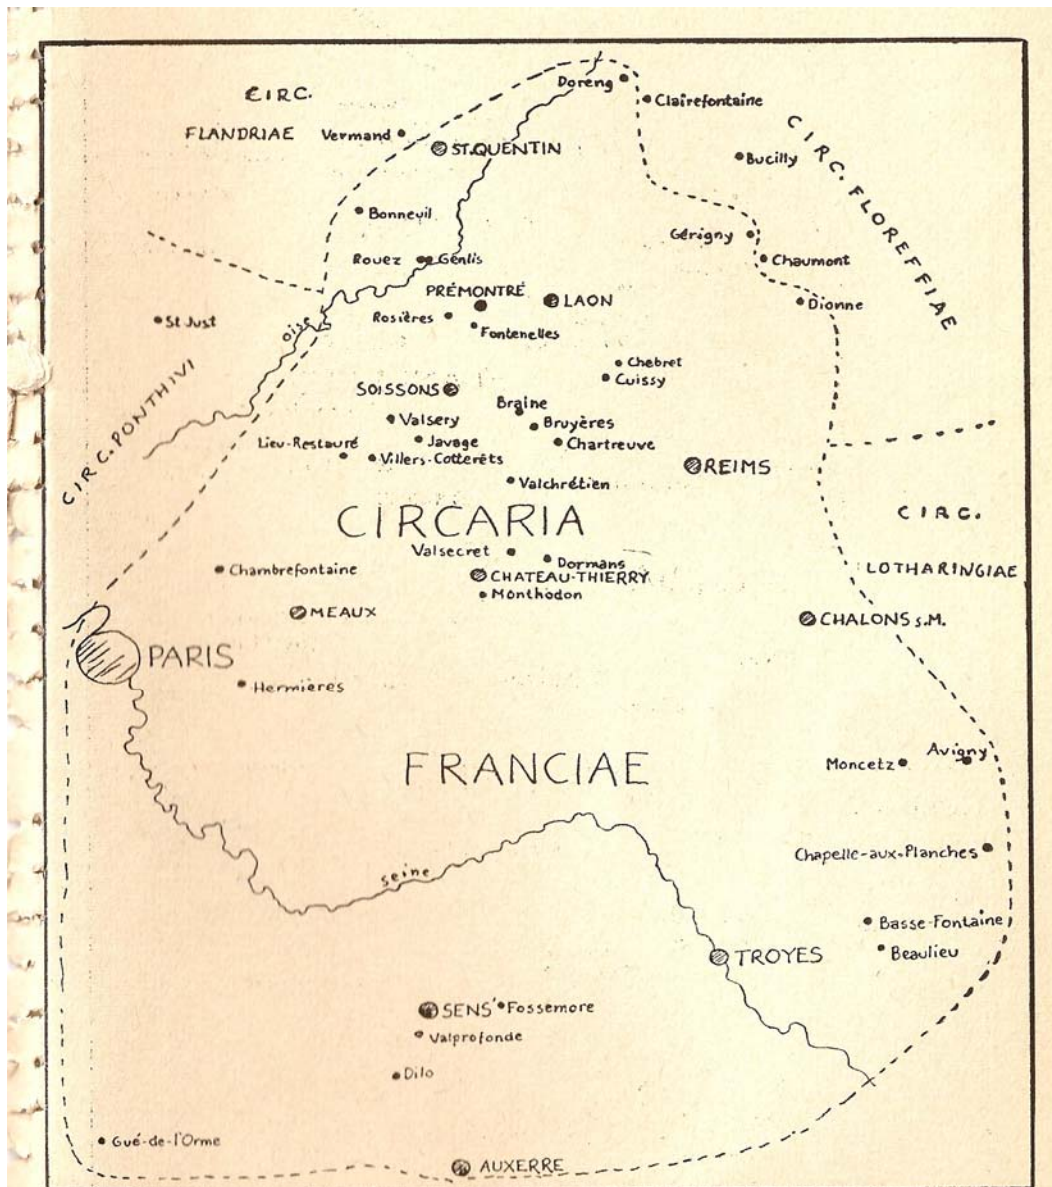 CIRC.
FLANDRIAE
Doreng
Clairefontaine
Vermand
ST. QUENTIN
CIRC. FLOREFFIAE
Bucilly
Bonneuil
Gérigny
Rouez
Génlis
Chaumont
PRÉMONTRÉ
LAON
Dionne
St Just
oise
Rosières
Fontenelles
Chebret
Cuissy
CIRC. PONTHIVI
SOISSONS
Braine
Valsery
Bruyères
Lieu-Restauré
Javage
Chartreuve
Villers-Cotterêts
REIMS
Valchrétien
CIRCARIA
CIRC.
LOTHARINGIAE
Valsecret
Dormans
Chambrefontaine
CHATEAU-THIERRY
Monthodon
MEAUX
CHALONS s.M.
PARIS
Hermières
FRANCIAE
Avigny
Moncetz
Chapelle-aux-Planches
seine
Basse-Fontaine
Beaulieu
TROYES
SENS
Fossemore
Valprofonde
Dilo
Gué-de-l'Orme
AUXERRE